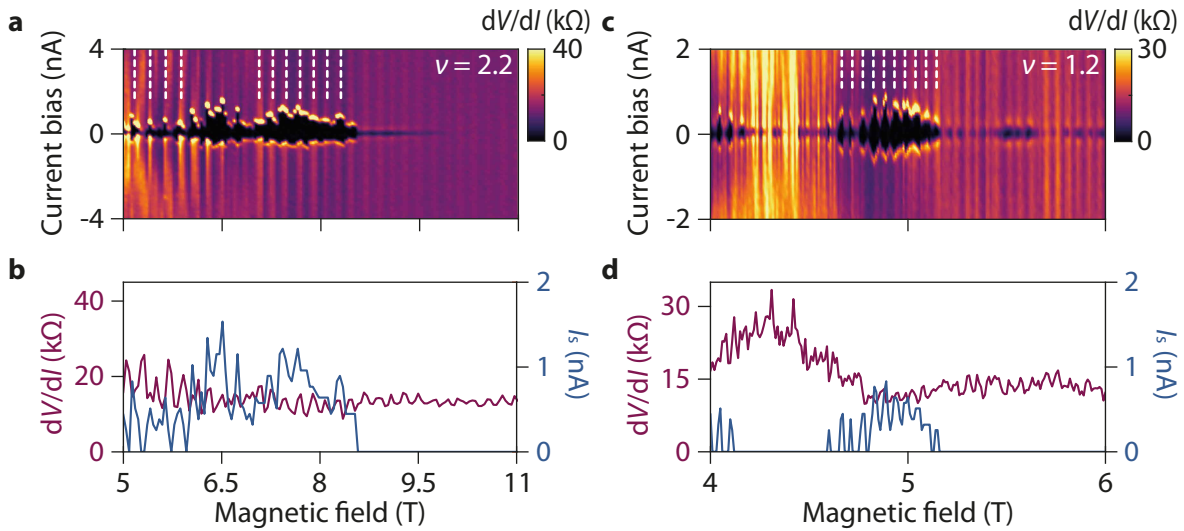 a
dV/dI (kΩ)
Current bias (nA)
4
0
-4
ν = 2.2
40
0
c
dV/dI (kΩ)
Current bias (nA)
2
0
-2
ν = 1.2
30
0
b
dV/dI (kΩ)
40
20
0
2
1
0
Is (nA)
5
6.5
8
9.5
11
Magnetic field (T)
d
dV/dI (kΩ)
30
15
0
2
1
0
Is (nA)
4
5
6
Magnetic field (T)